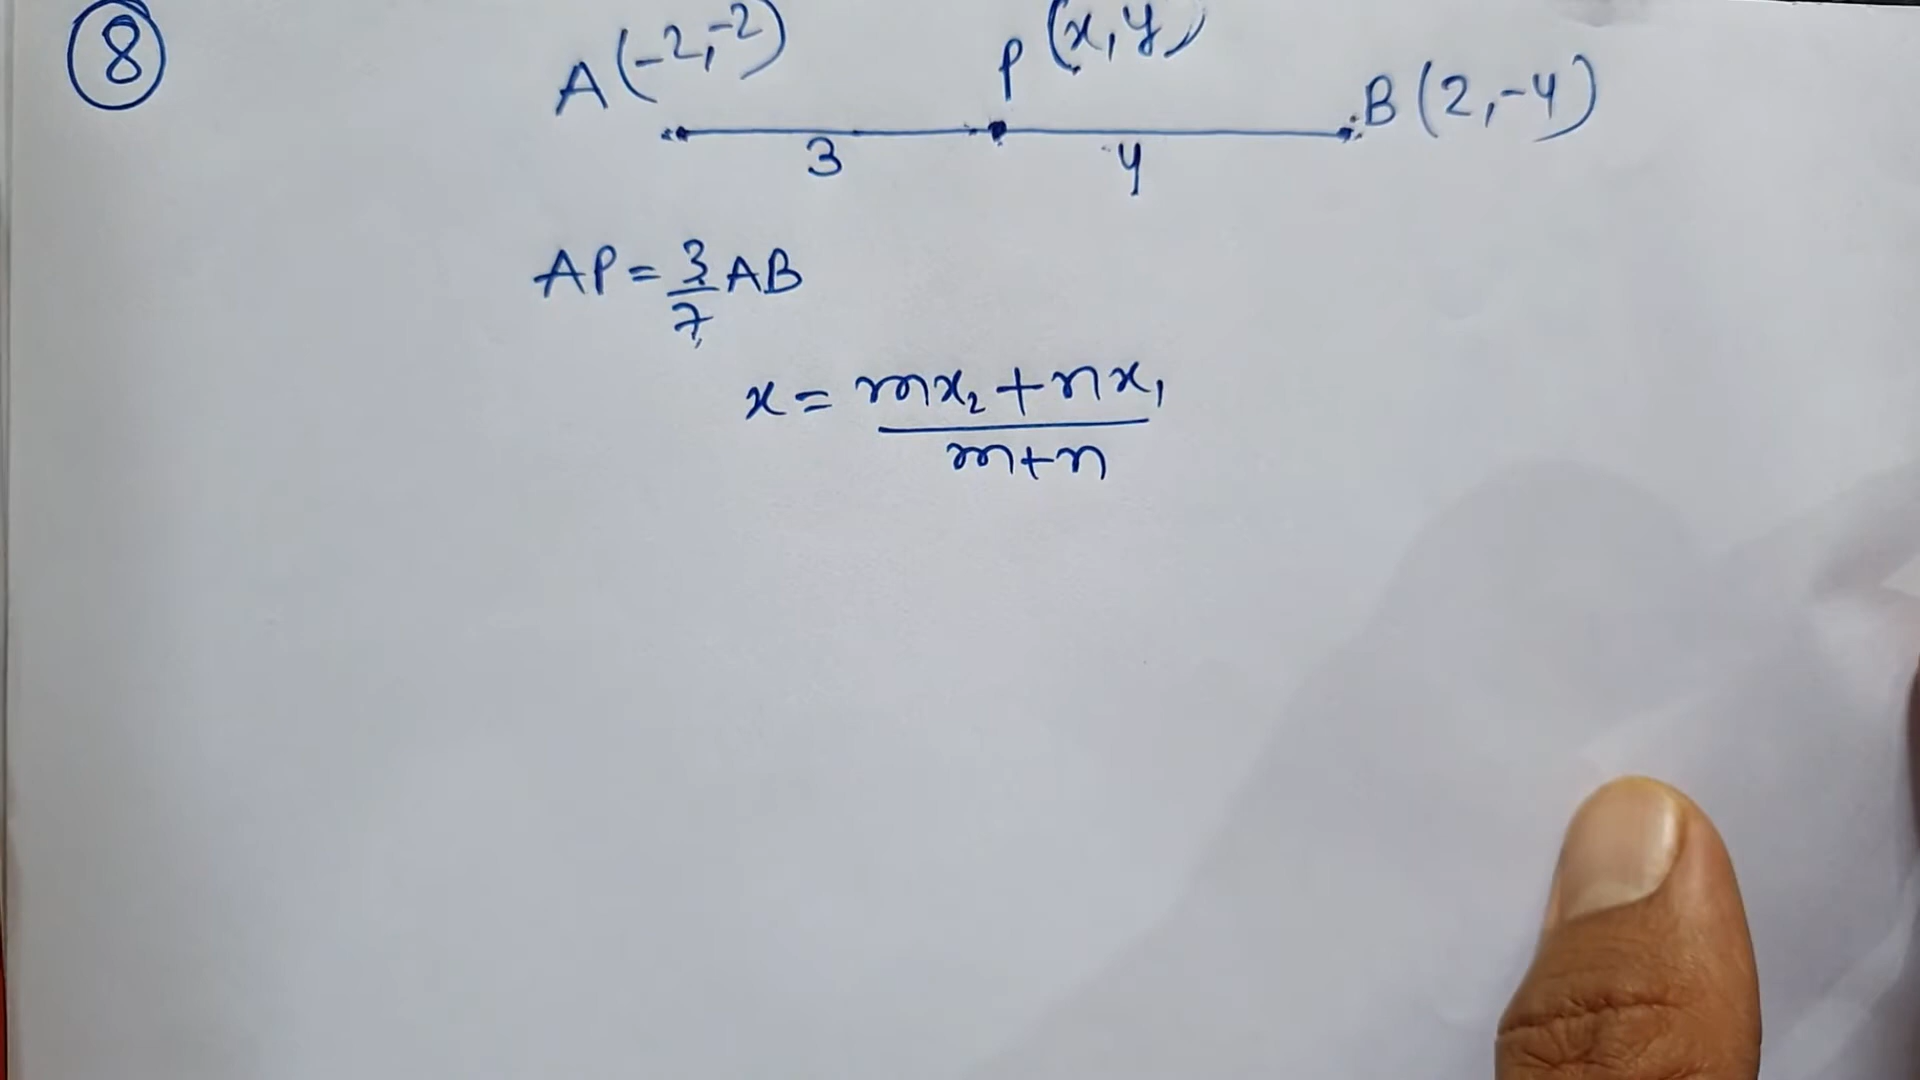 8
A(-2,-2) P(x,y) B(2,-4)
3 4
AP = 3/7 AB
x = mx₂ + nx₁
m+n